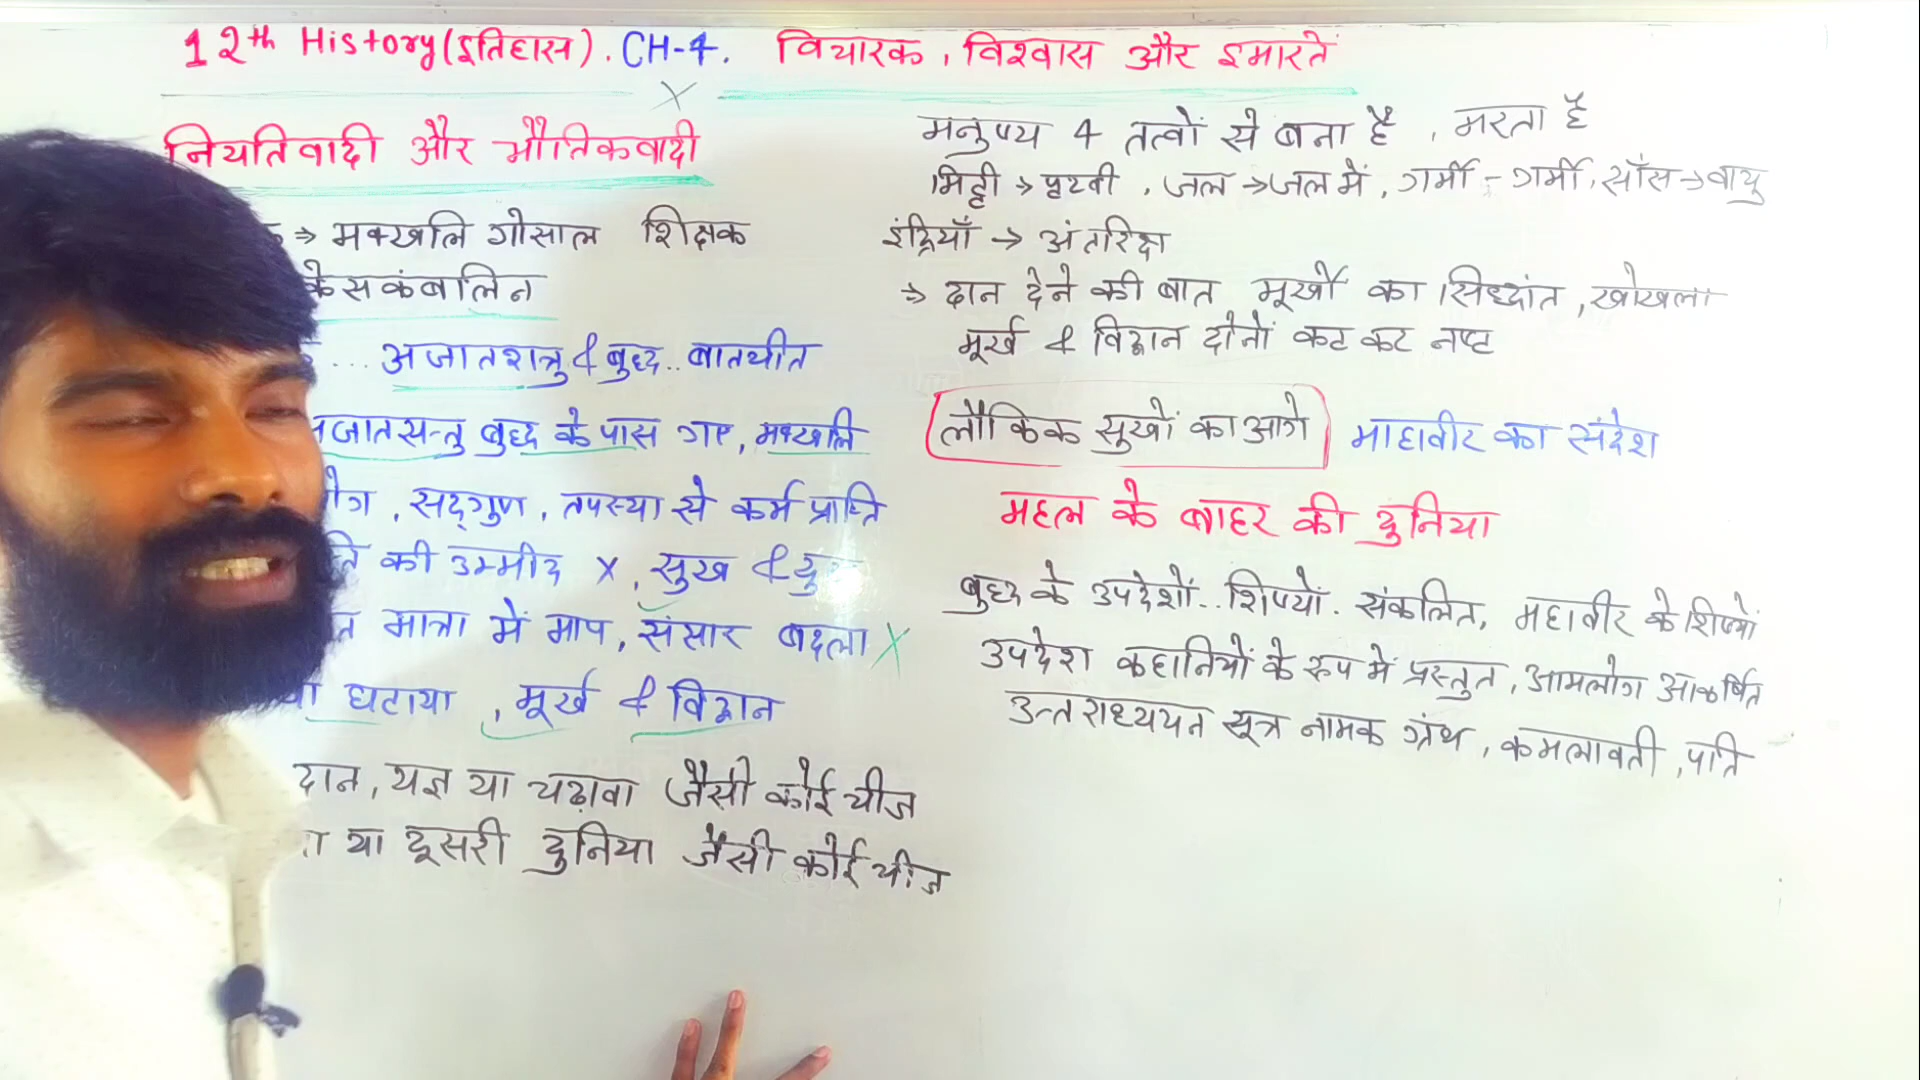 12th History(इतिहास). CH-4. विचारक, विश्वास और इमारतें
नियतिवादी और भौतिकवादी
⇒ मक्खलि गोसाल शिक्षक
केसकंबलिन
... अजातशत्रु & बुद्ध.. बातचीत
जातसत्तु बुद्ध के पास गए, मक्खलि
सद्गुण, तपस्या से कर्म प्राप्ति
की उम्मीद X, सुख &
मात्रा में माप, संसार बदला X
घटाया, मूर्ख & विद्वान
दान, यज्ञ या चढ़ावा जैसी कोई चीज
या दूसरी दुनिया जैसी कोई चीज
मनुष्य 4 तत्वों से बना है, मरता है
मिट्टी → पृथ्वी, जल → जल में, गर्मी - गर्मी, साँस → वायु
इंद्रियाँ → अंतरिक्ष
⇒ दान देने की बात मूर्खों का सिद्धांत, खोखला
मूर्ख & विद्वान दोनों कट कट नष्ट
लौकिक सुखों का आगे माहावीर का संदेश
महल के बाहर की दुनिया
बुद्ध के उपदेशों.. शिष्यों. संकलित, महावीर के शिष्यों
उपदेश कहानियों के रूप में प्रस्तुत, आमलोग आकर्षित
उत्तराध्ययन सूत्र नामक ग्रंथ, कमलावती, पति